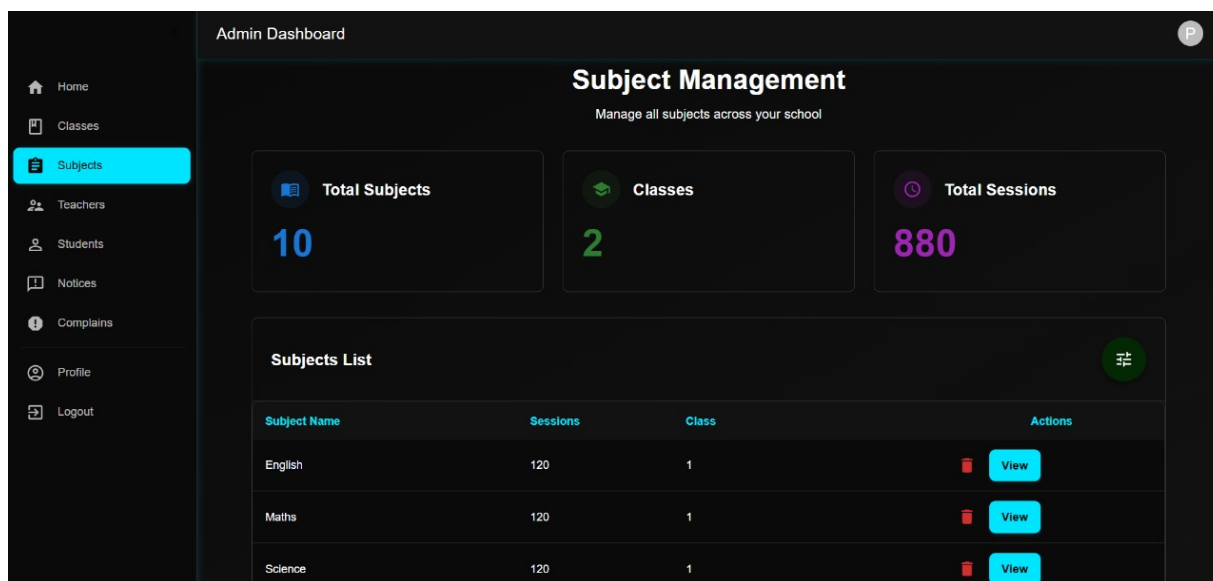 Admin Dashboard
P
Home
Classes
Subjects
Teachers
Students
Notices
Complains
Profile
Logout
Subject Management
Manage all subjects across your school
Total Subjects
10
Classes
2
Total Sessions
880
Subjects List
Subject Name Sessions Class Actions
English 120 1 View
Maths 120 1 View
Science 120 1 View